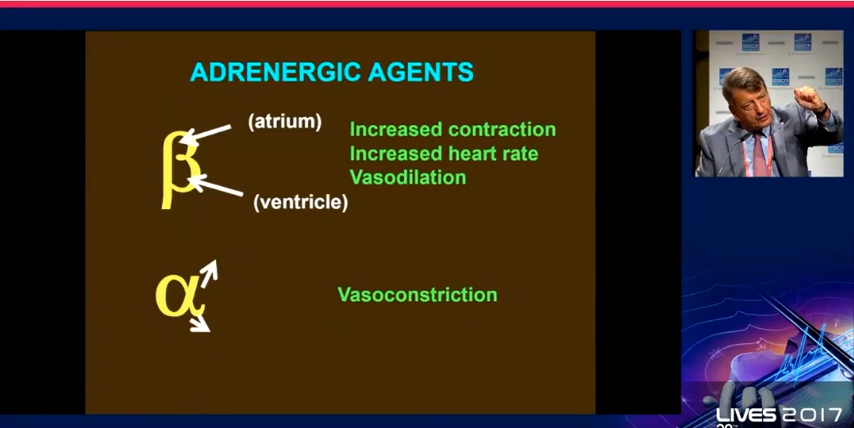 ADRENERGIC AGENTS
β
(atrium)
(ventricle)
Increased contraction
Increased heart rate
Vasodilation
α
Vasoconstriction
LIVES 2017